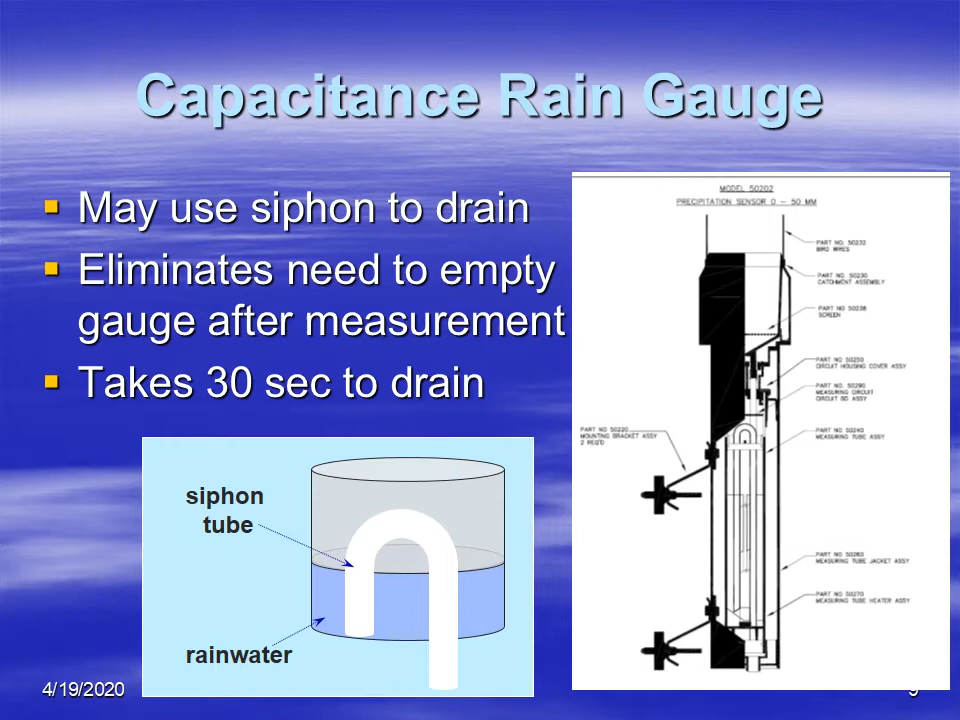 Capacitance Rain Gauge
May use siphon to drain
Eliminates need to empty
gauge after measurement
Takes 30 sec to drain
siphon
tube
rainwater
MODEL 50202
PRECIPITATION SENSOR 0 - 50 MM
PART NO. 50232
BIRD WIRES
PART NO. 50230
CATCHMENT ASSEMBLY
PART NO 50238
SCREEN
PART NO 50250
CIRCUIT HOUSING COVER ASSY
PART NO. 50290
MEASURING CIRCUIT
CIRCUIT BD ASSY
PART NO 50220
MOUNTING BRACKET ASSY
2 REQ'D
PART NO 50240
MEASURING TUBE ASSY
PART NO 50280
MEASURING TUBE JACKET ASSY
PART NO 50270
MEASURING TUBE HEATER ASSY
4/19/2020
9